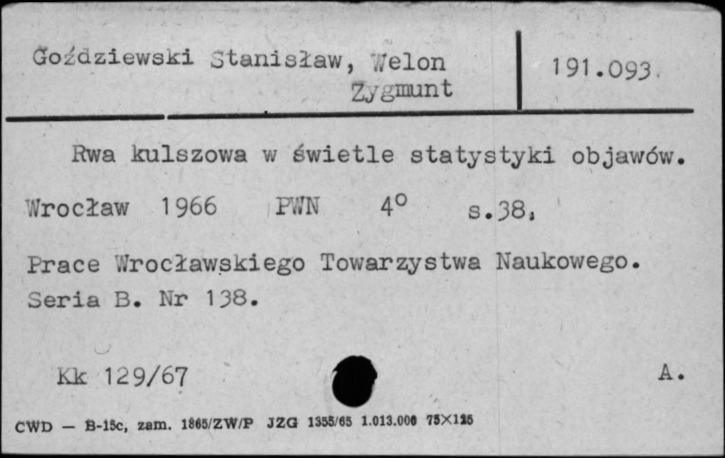 Goździewski Stanisław, Welon 191.093.
Zygmunt
Rwa kulszowa w świetle statystyki objawów.
Wrocław 1966 PWN 4° s.38.
Prace Wrocławskiego Towarzystwa Naukowego.
Seria B. Nr 138.
Kk 129/67 A.
CWD — B-15c, zam. 1865/ZW/P JZG 1355/65 1.013.000 75X125